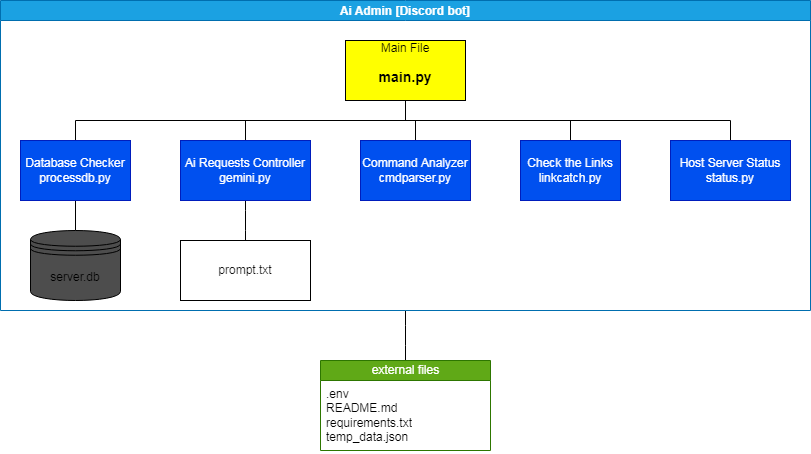 Ai Admin [Discord bot]
Main File
main.py
Database Checker
processdb.py
Ai Requests Controller
gemini.py
Command Analyzer
cmdparser.py
Check the Links
linkcatch.py
Host Server Status
status.py
server.db
prompt.txt
external files
.env
README.md
requirements.txt
temp_data.json